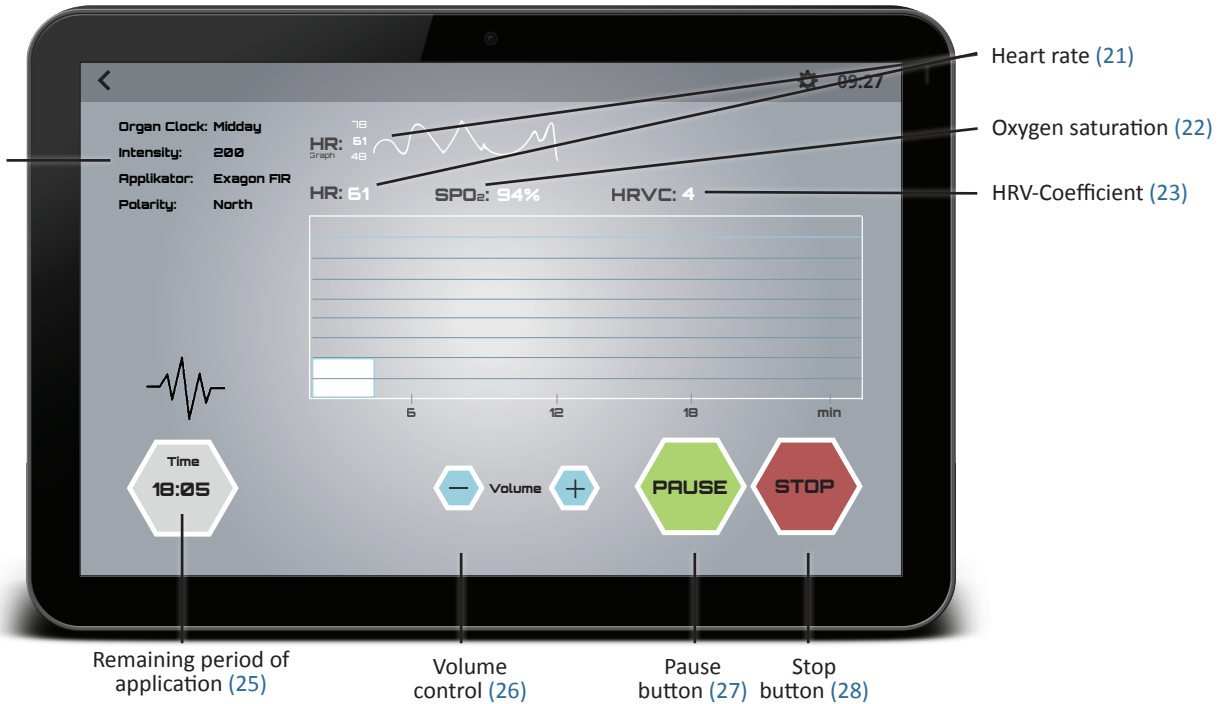 09.27
Heart rate (21)
Organ Clock: Midday
Intensity: 200
Applikator: Exagon FIR
Polarity: North
HR: 78
61
Graph 48
Oxygen saturation (22)
HR: 61 SPO₂: 94% HRVC: 4
HRV-Coefficient (23)
6 12 18 min
Time
18:05
− Volume +
PAUSE
STOP
Remaining period of
application (25)
Volume
control (26)
Pause
button (27)
Stop
button (28)